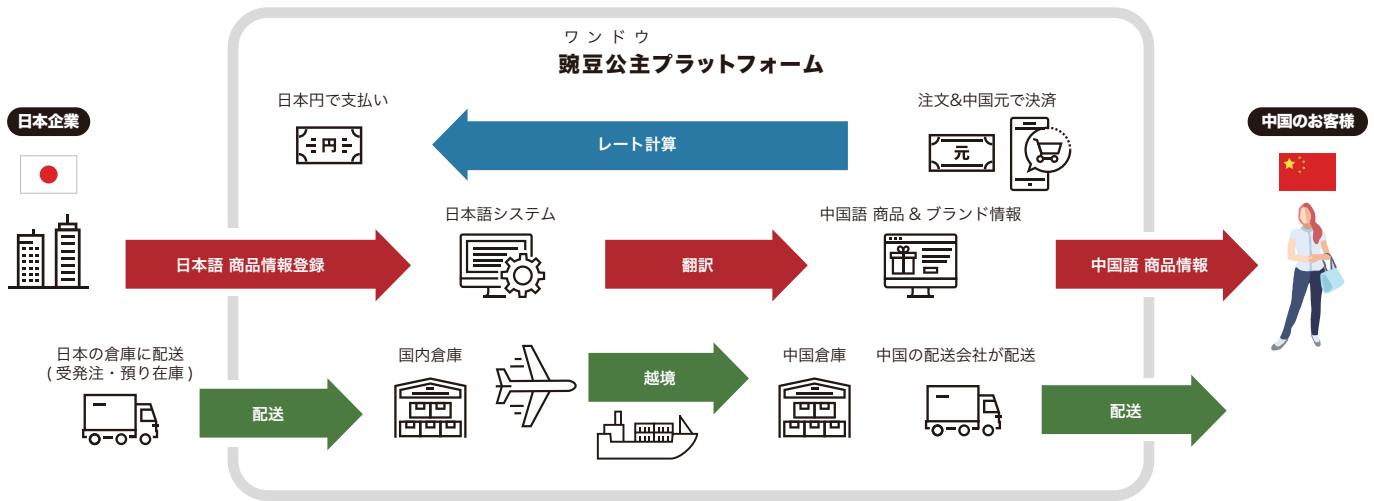 ワンドウ
豌豆公主プラットフォーム
日本企業
日本円で支払い
円
レート計算
注文&中国元で決済
元
中国のお客様
日本語 商品情報登録
日本語システム
翻訳
中国語 商品 & ブランド情報
中国語 商品情報
日本の倉庫に配送
( 受発注・預り在庫 )
配送
国内倉庫
越境
中国倉庫
中国の配送会社が配送
配送